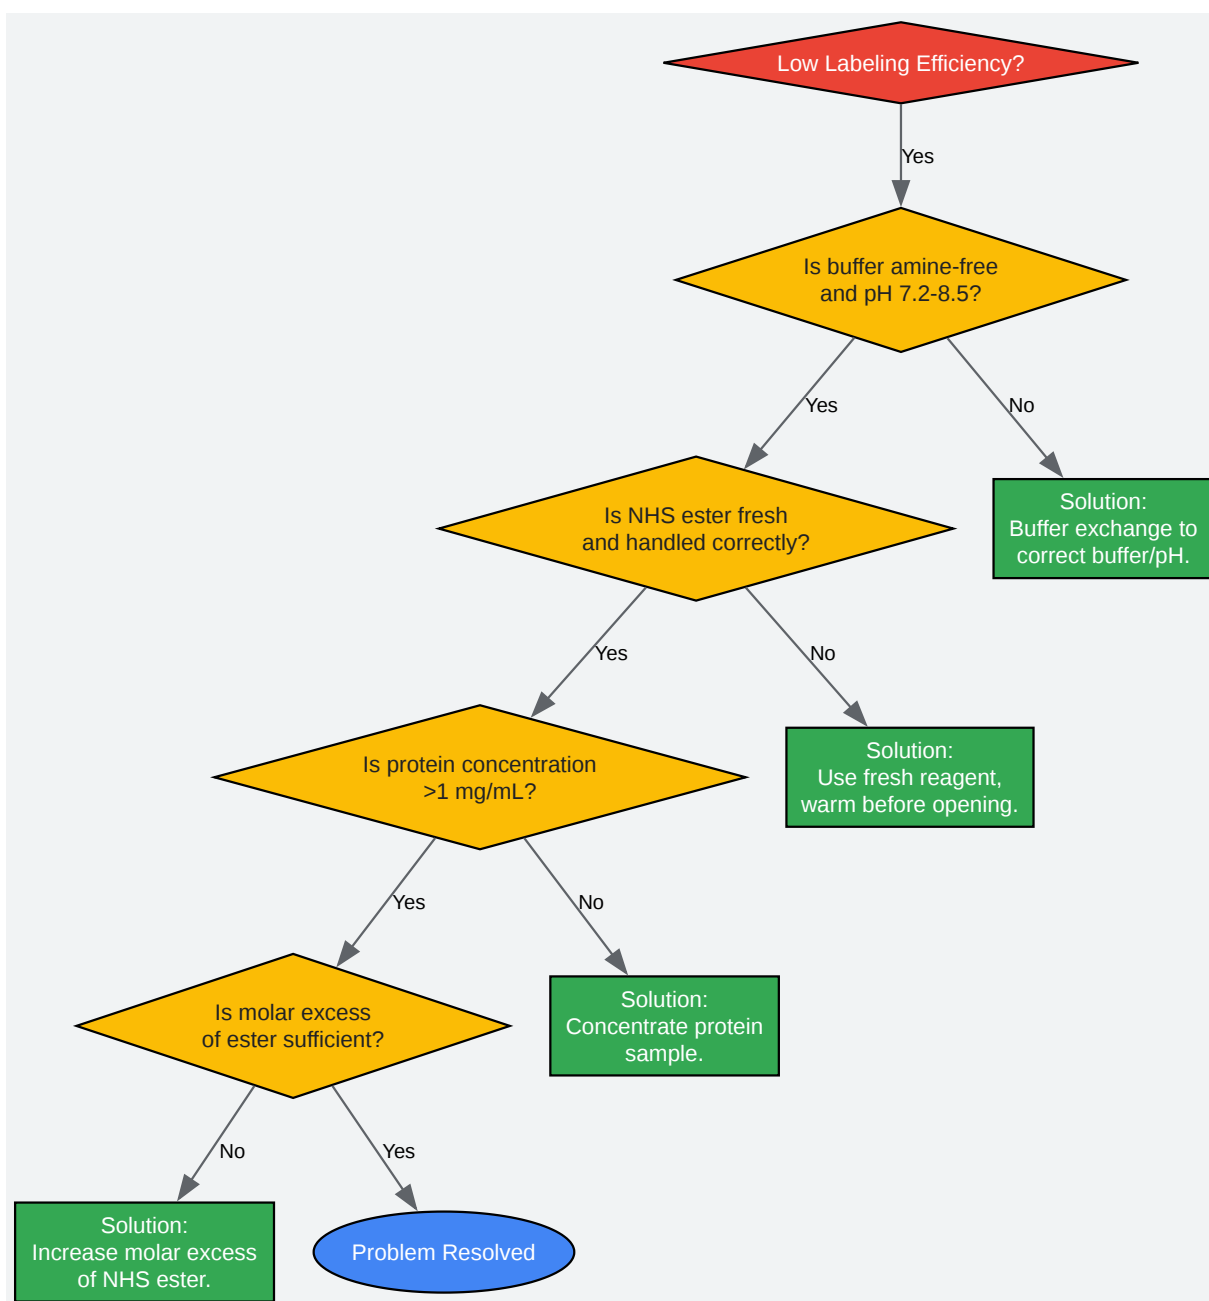 Low Labeling Efficiency?
Yes
Is buffer amine-free
and pH 7.2-8.5?
Yes
No
Is NHS ester fresh
and handled correctly?
Solution:
Buffer exchange to
correct buffer/pH.
Yes
No
Is protein concentration
>1 mg/mL?
Solution:
Use fresh reagent,
warm before opening.
Yes
No
Is molar excess
of ester sufficient?
Solution:
Concentrate protein
sample.
No
Yes
Solution:
Increase molar excess
of NHS ester.
Problem Resolved